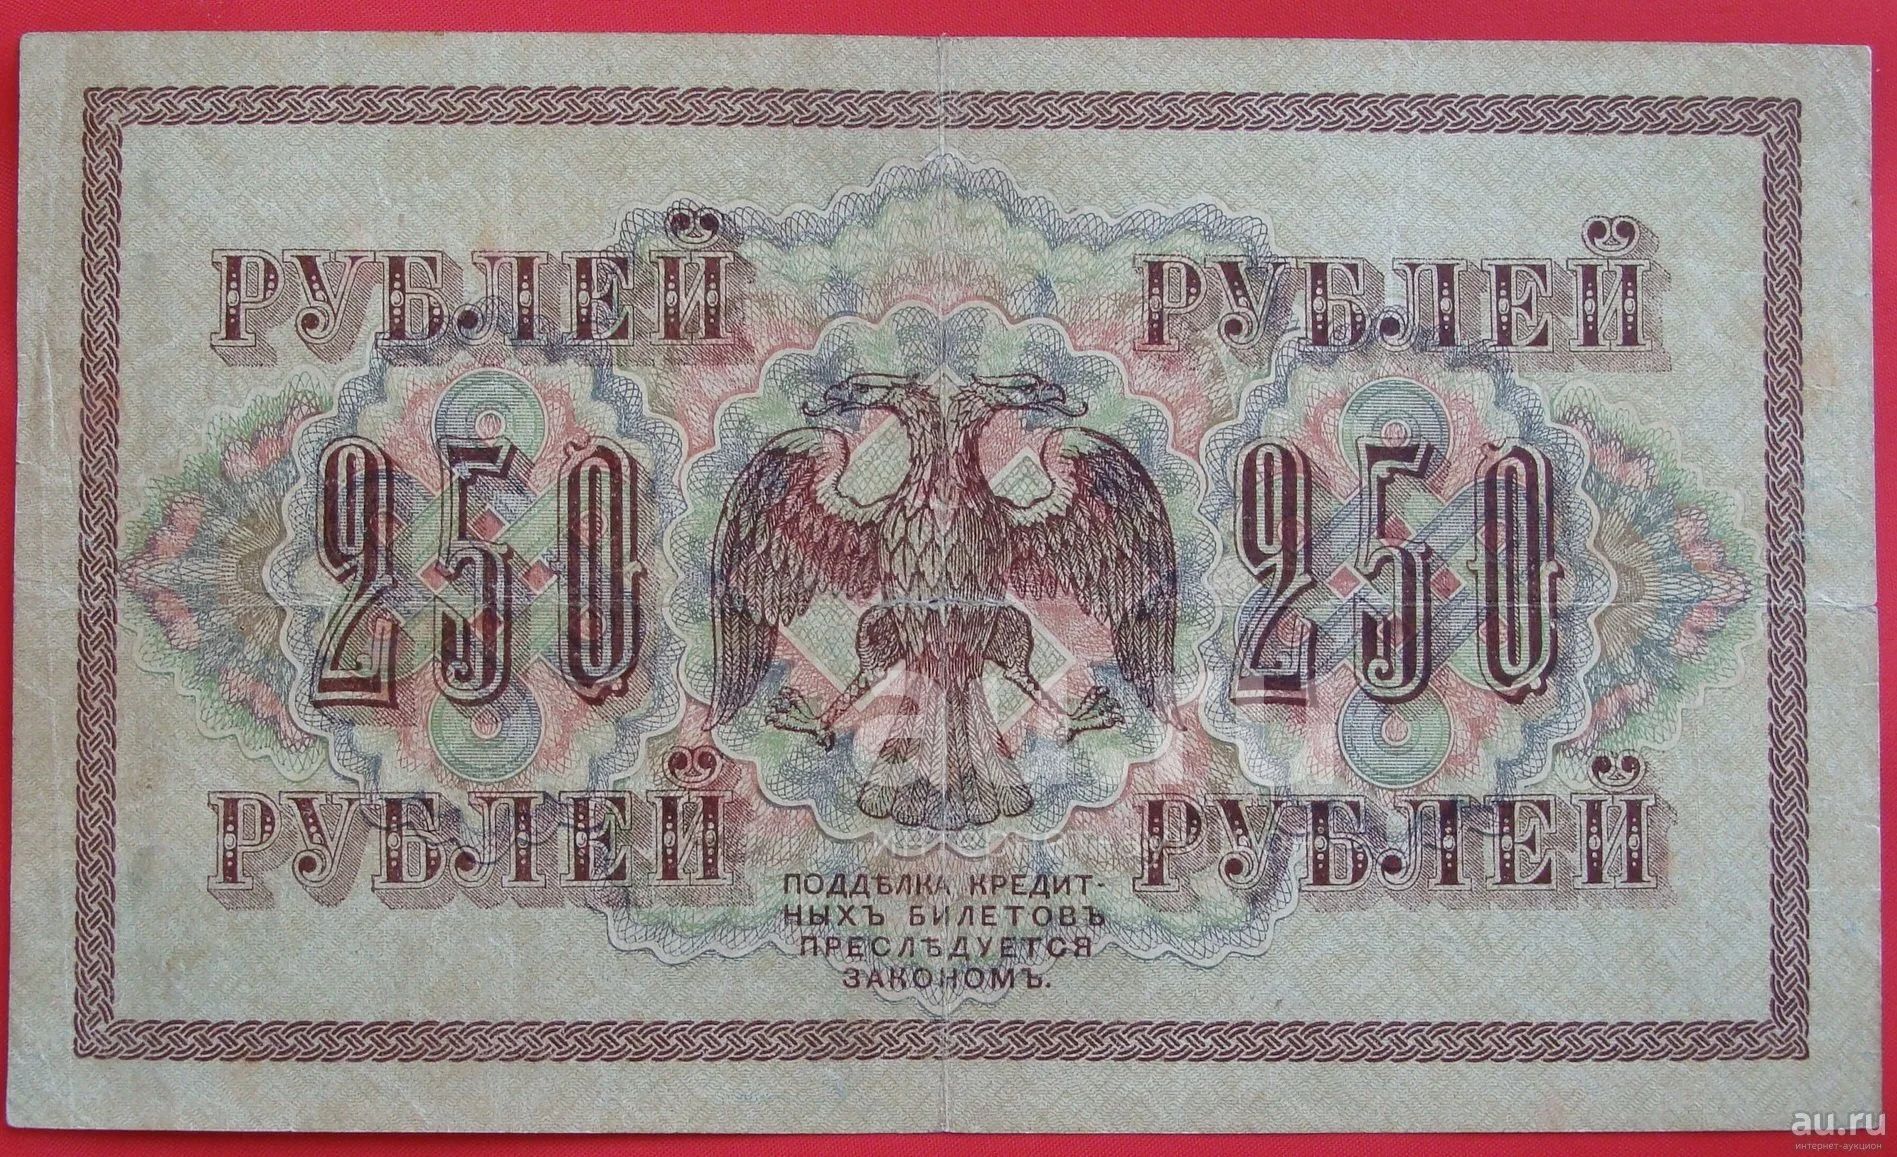 РУБЛЕЙ РУБЛЕЙ
250 250
РУБЛЕЙ РУБЛЕЙ
ПОДДѢЛКА КРЕДИТ-
НЫХЪ БИЛЕТОВЪ
ПРЕСЛѢДУЕТСЯ
ЗАКОНОМЪ.
au.ru
интернет-аукцион